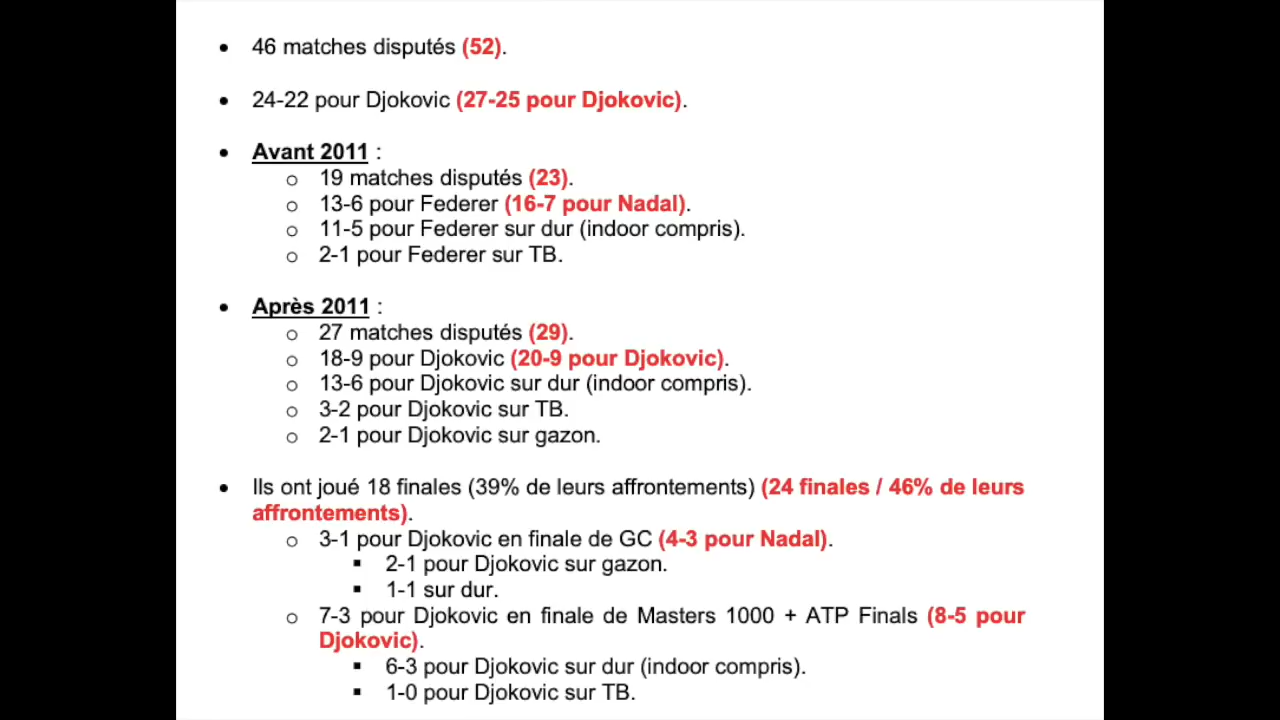 • 46 matches disputés (52).
• 24-22 pour Djokovic (27-25 pour Djokovic).
• Avant 2011 :
o 19 matches disputés (23).
o 13-6 pour Federer (16-7 pour Nadal).
o 11-5 pour Federer sur dur (indoor compris).
o 2-1 pour Federer sur TB.
• Après 2011 :
o 27 matches disputés (29).
o 18-9 pour Djokovic (20-9 pour Djokovic).
o 13-6 pour Djokovic sur dur (indoor compris).
o 3-2 pour Djokovic sur TB.
o 2-1 pour Djokovic sur gazon.
• Ils ont joué 18 finales (39% de leurs affrontements) (24 finales / 46% de leurs
affrontements).
o 3-1 pour Djokovic en finale de GC (4-3 pour Nadal).
▪ 2-1 pour Djokovic sur gazon.
▪ 1-1 sur dur.
o 7-3 pour Djokovic en finale de Masters 1000 + ATP Finals (8-5 pour
Djokovic).
▪ 6-3 pour Djokovic sur dur (indoor compris).
▪ 1-0 pour Djokovic sur TB.